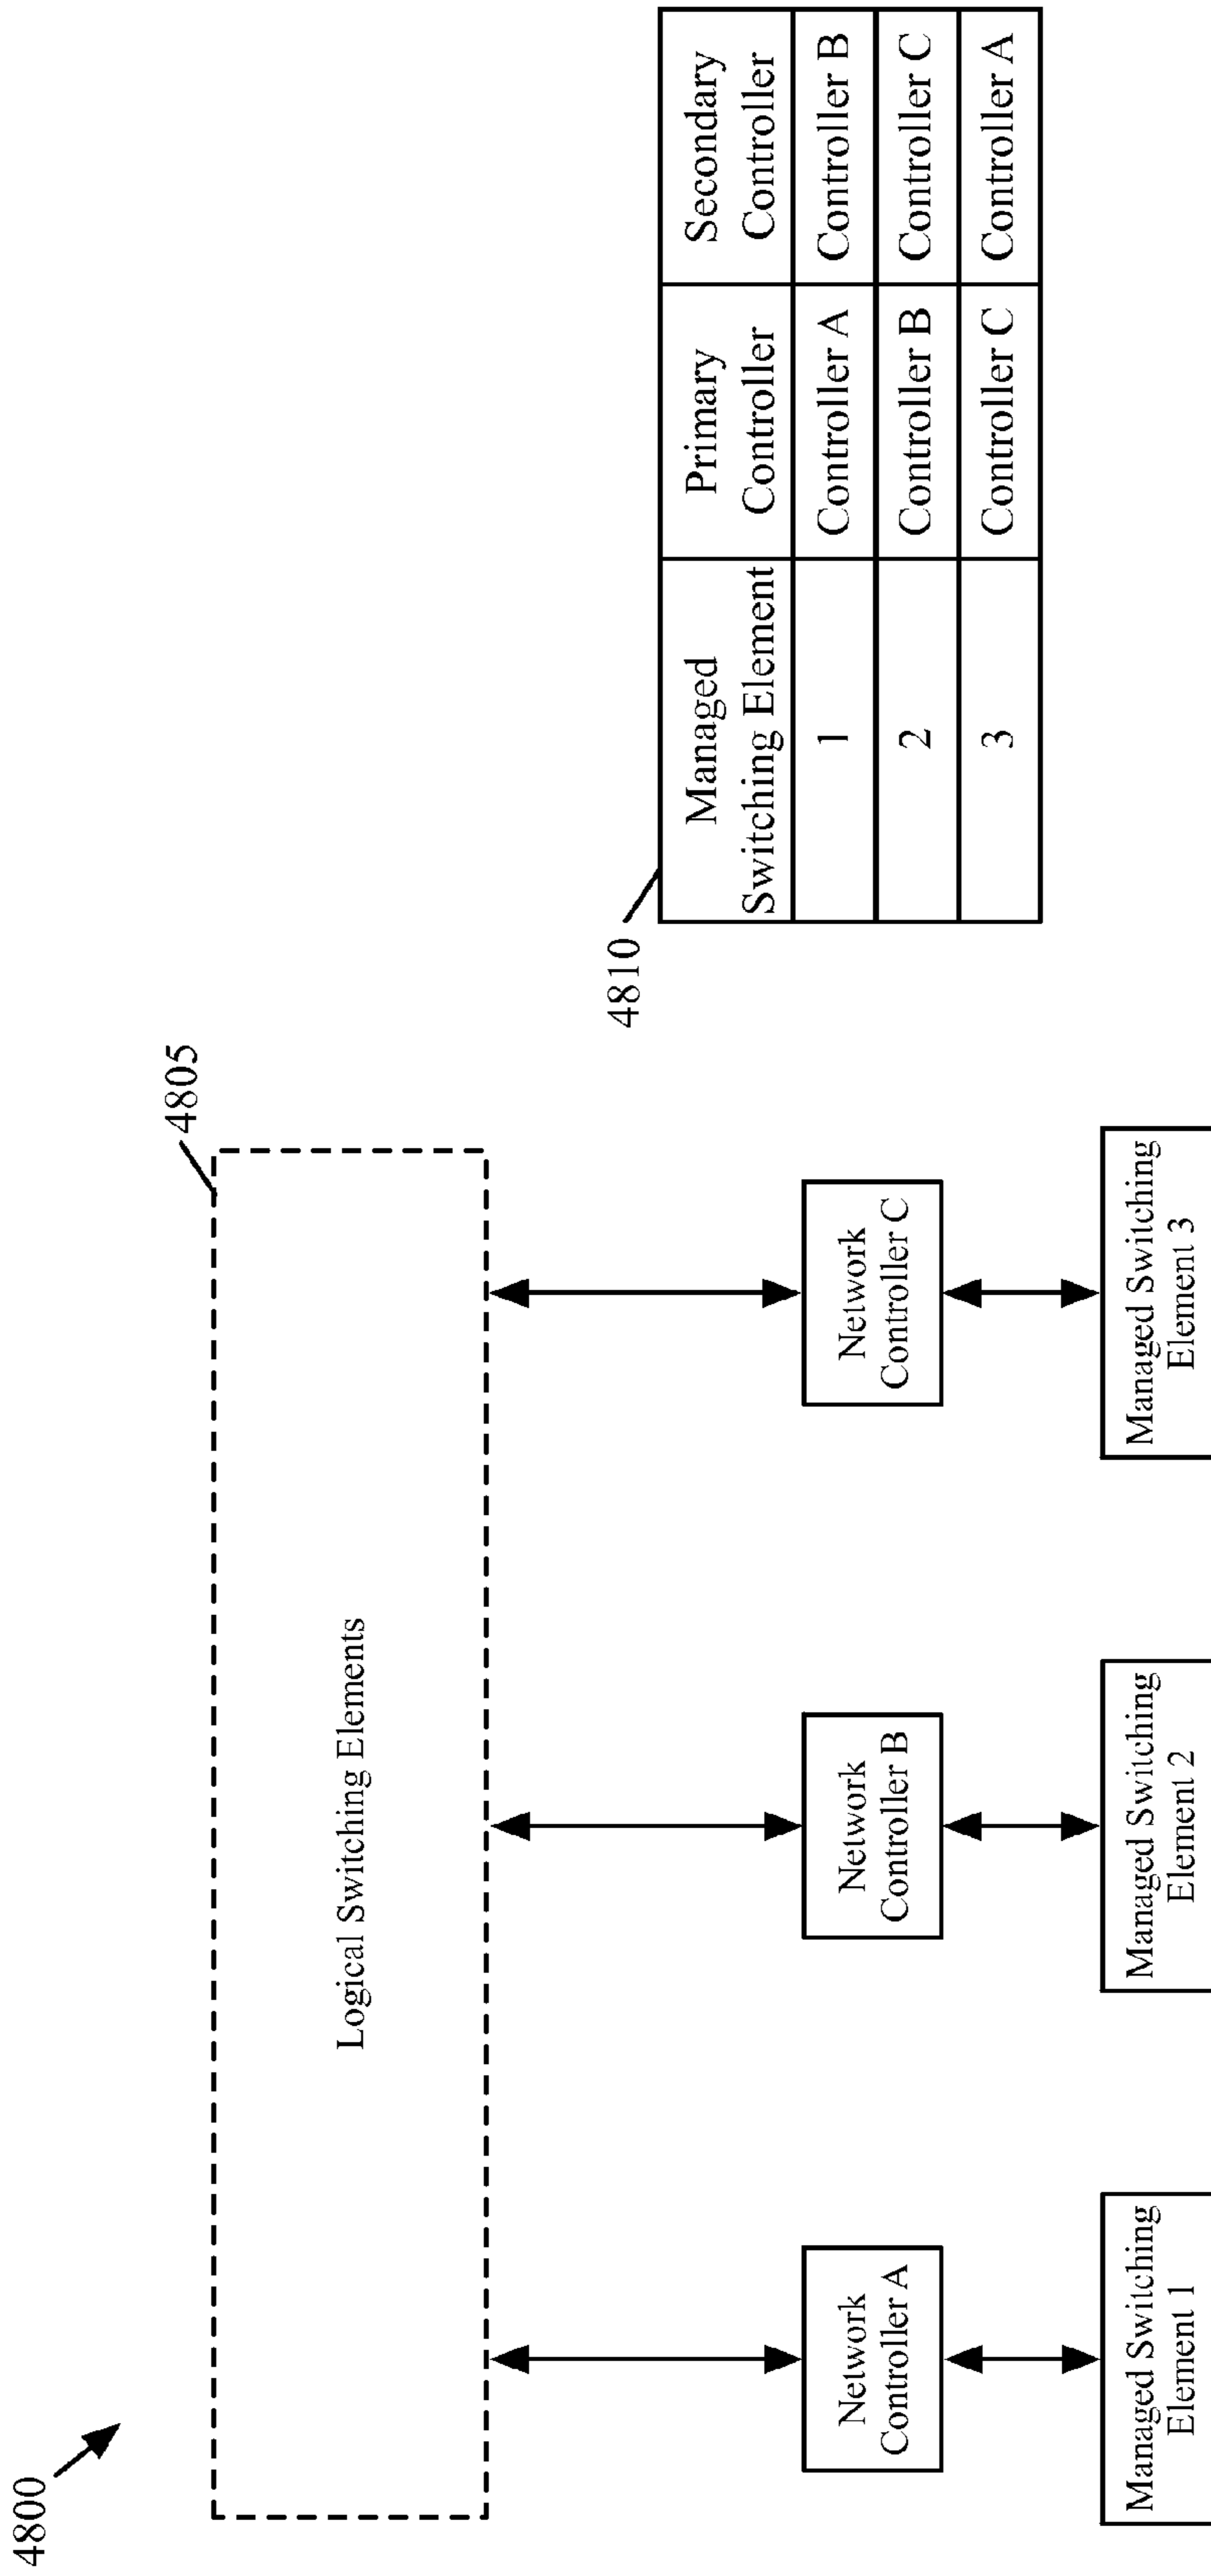 4800
4805
Logical Switching Elements
Network
Controller A
Network
Controller B
Network
Controller C
Managed Switching
Element 1
Managed Switching
Element 2
Managed Switching
Element 3
4810
Managed
Switching Element
Primary
Controller
Secondary
Controller
1
Controller A
Controller B
2
Controller B
Controller C
3
Controller C
Controller A